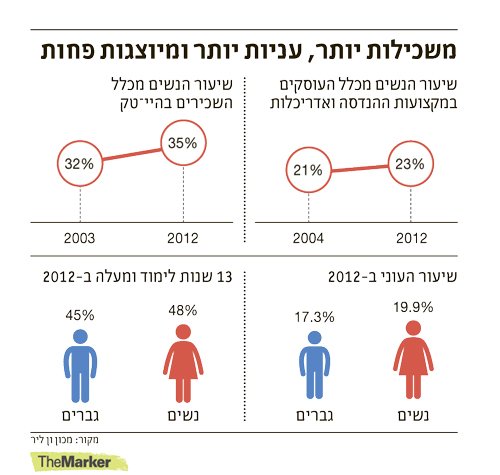 משכילות יותר, עניות יותר ומיוצגות פחות
שיעור הנשים מכלל העוסקים
במקצועות ההנדסה ואדריכלות
21%
23%
2004
2012
שיעור הנשים מכלל
השכירים בהיי־טק
32%
35%
2003
2012
שיעור העוני ב-2012
17.3%
19.9%
גברים
נשים
13 שנות לימוד ומעלה ב-2012
45%
48%
גברים
נשים
מקור: מכון ון ליר
TheMarker